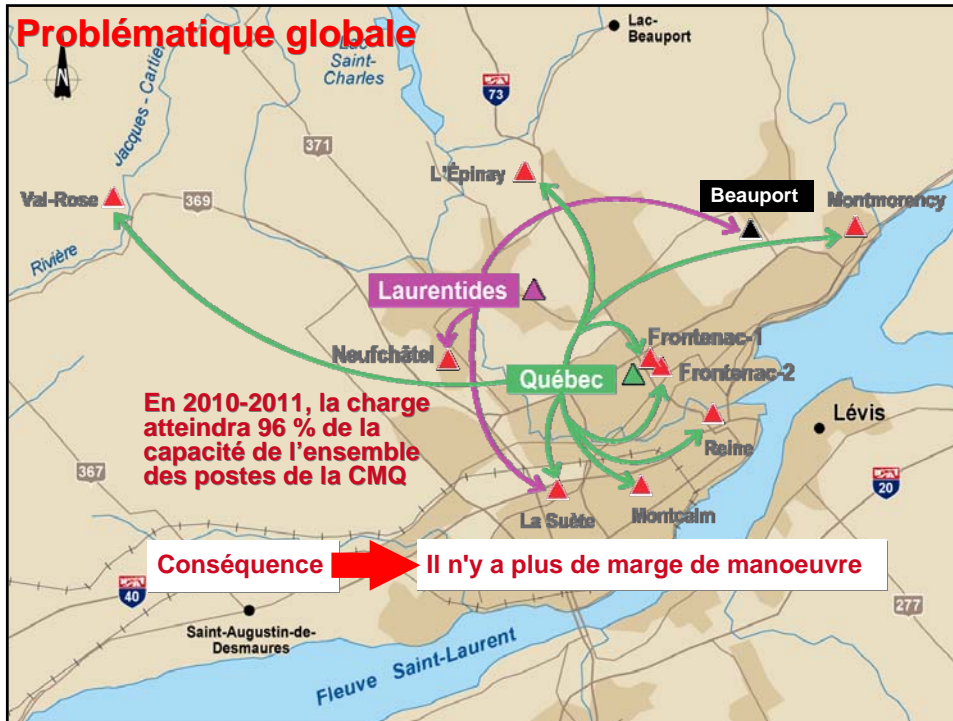 Problématique globale
N
Lac-
Beauport
Lac
Saint-
Charles
Jacques - Cartier
73
371
L'Épinay
Val-Rose
369
Beauport
Montmorency
Rivière
Laurentides
Neufchâtel
Frontenac-1
Québec
Frontenac-2
En 2010-2011, la charge
atteindra 96 % de la
capacité de l'ensemble
des postes de la CMQ
Lévis
Reine
367
20
La Suète
Montcalm
Conséquence
Il n'y a plus de marge de manoeuvre
40
277
Saint-Augustin-de-
Desmaures
Fleuve Saint-Laurent